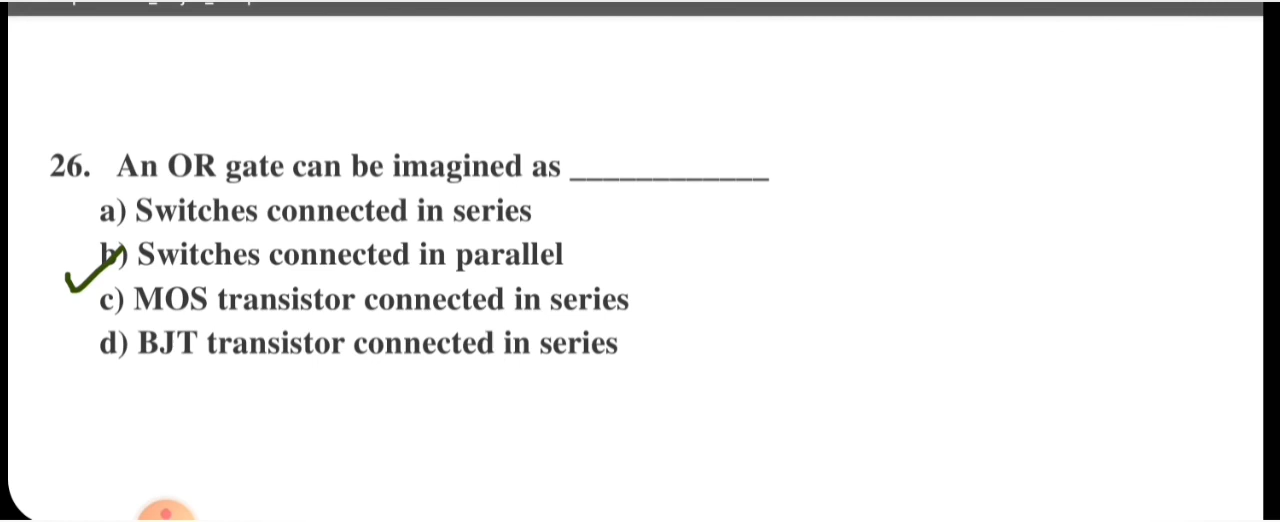 26. An OR gate can be imagined as ____________
a) Switches connected in series
b) Switches connected in parallel
c) MOS transistor connected in series
d) BJT transistor connected in series